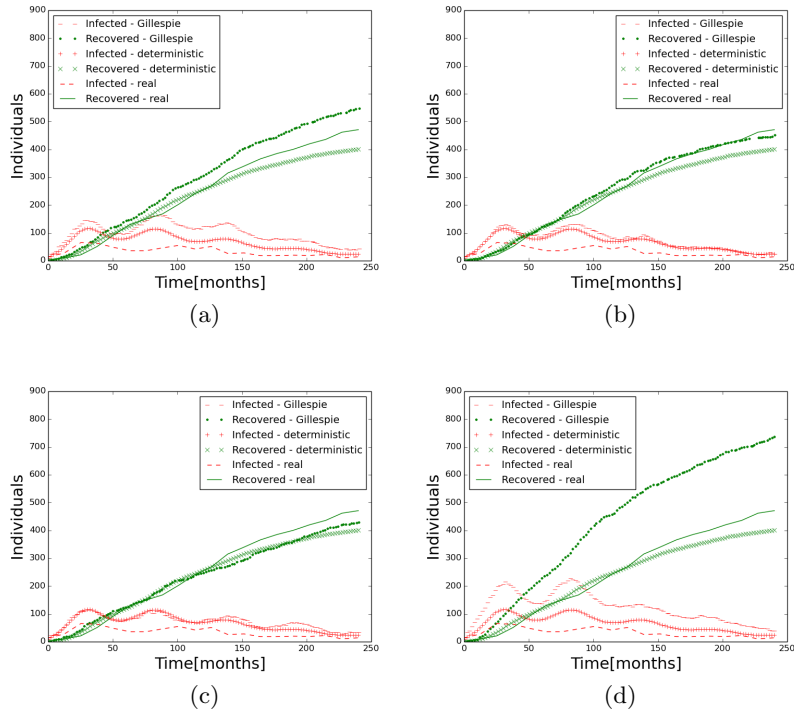 900
800
700
600
500
400
300
200
100
0
Individuals
Infected - Gillespie
Recovered - Gillespie
Infected - deterministic
Recovered - deterministic
Infected - real
Recovered - real
0 50 100 150 200 250
Time[months]
(a)
900
800
700
600
500
400
300
200
100
0
Individuals
Infected - Gillespie
Recovered - Gillespie
Infected - deterministic
Recovered - deterministic
Infected - real
Recovered - real
0 50 100 150 200 250
Time[months]
(b)
900
800
700
600
500
400
300
200
100
0
Individuals
Infected - Gillespie
Recovered - Gillespie
Infected - deterministic
Recovered - deterministic
Infected - real
Recovered - real
0 50 100 150 200 250
Time[months]
(c)
900
800
700
600
500
400
300
200
100
0
Individuals
Infected - Gillespie
Recovered - Gillespie
Infected - deterministic
Recovered - deterministic
Infected - real
Recovered - real
0 50 100 150 200 250
Time[months]
(d)